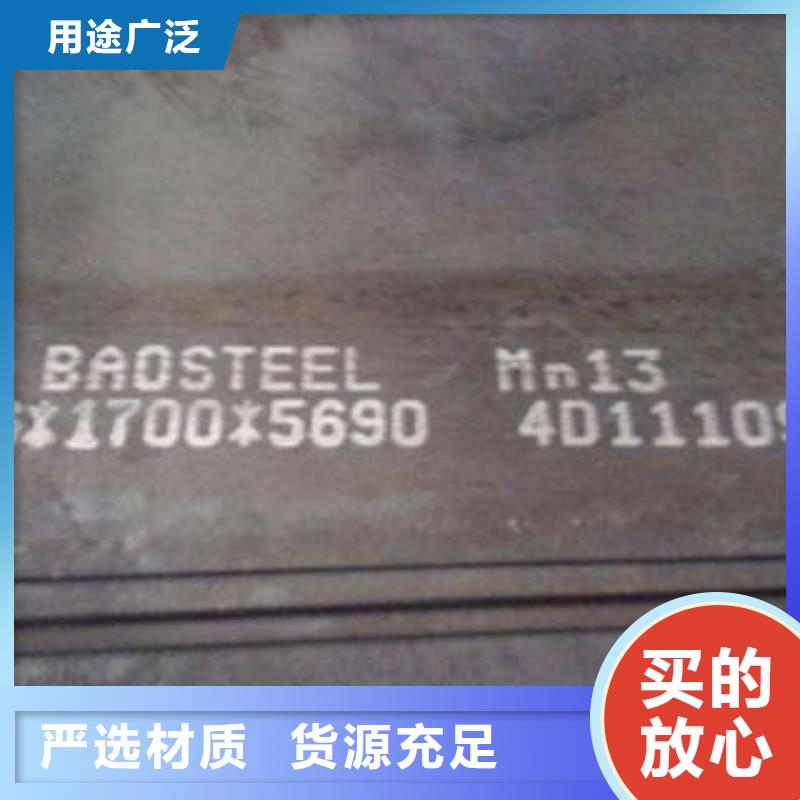 用途广泛
BAOSTEEL Mn13
*1700*5690 4D11109
严选材质 货源充足
买的
放心